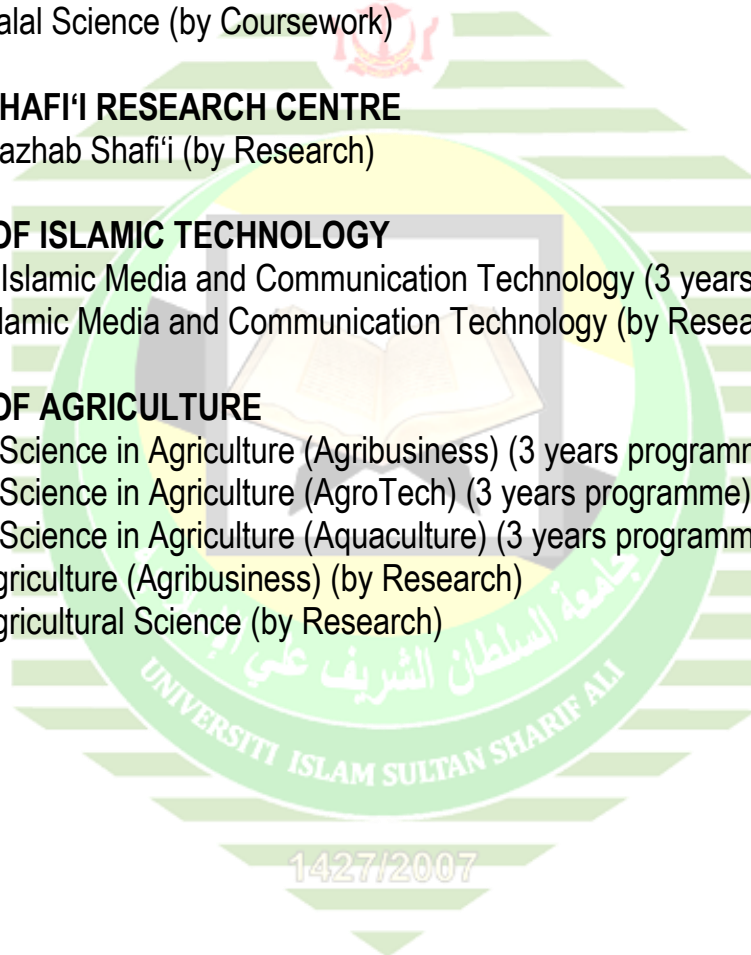 alal Science (by Coursework)
HAFI‘I RESEARCH CENTRE
azhab Shafi‘i (by Research)
OF ISLAMIC TECHNOLOGY
Islamic Media and Communication Technology (3 years
lamic Media and Communication Technology (by Resea
OF AGRICULTURE
Science in Agriculture (Agribusiness) (3 years programm
Science in Agriculture (AgroTech) (3 years programme)
Science in Agriculture (Aquaculture) (3 years programm
griculture (Agribusiness) (by Research)
gricultural Science (by Research)
جامعة السلطان الشريف علي الإسلامية
UNIVERSITI ISLAM SULTAN SHARIF ALI
1427/2007